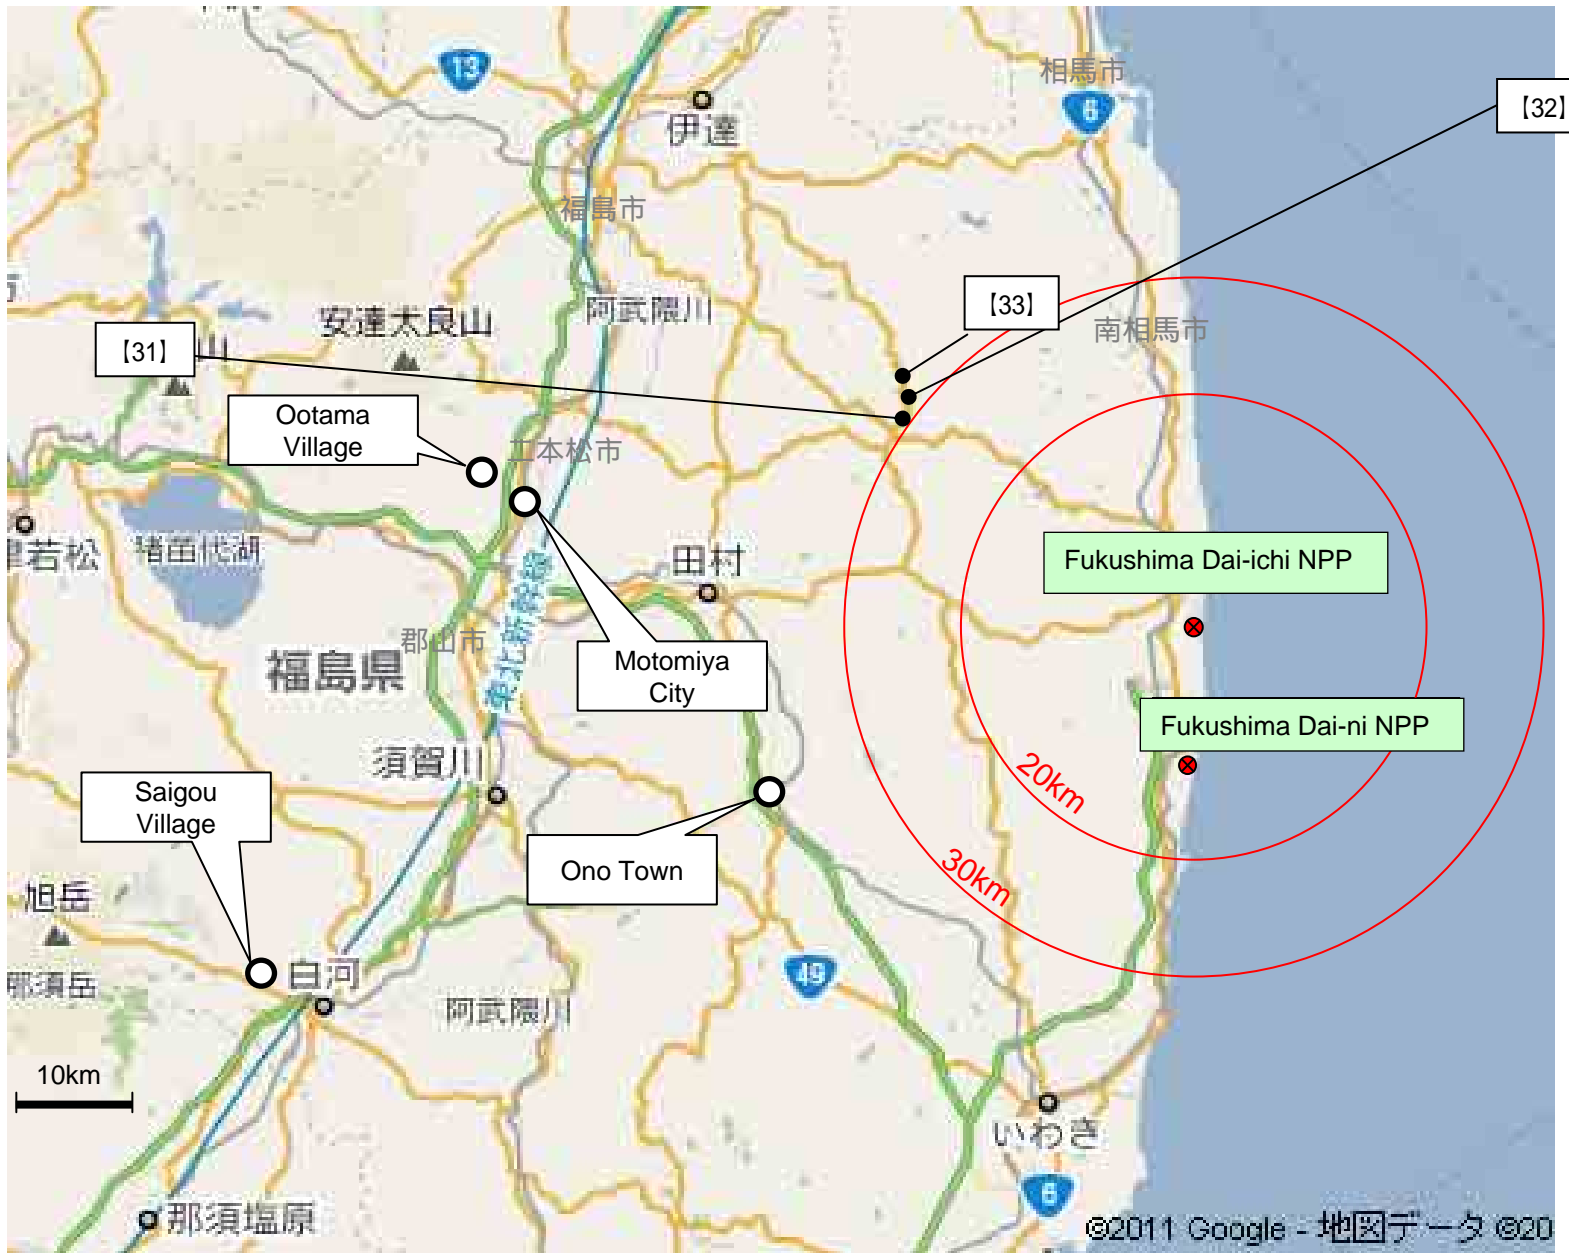 相馬市
13
6
【32】
伊達
福島市
【33】
阿武隈川
安達太良山
南相馬市
【31】
山
Ootama
Village
二本松市
猪苗代湖
若松
田村
Fukushima Dai-ichi NPP
東北新幹線
郡山市
福島県
Motomiya
City
Fukushima Dai-ni NPP
須賀川
20km
Saigou
Village
Ono Town
30km
旭岳
白河
49
那須岳
阿武隈川
10km
いわき
6
那須塩原
©2011 Google - 地図データ ©20